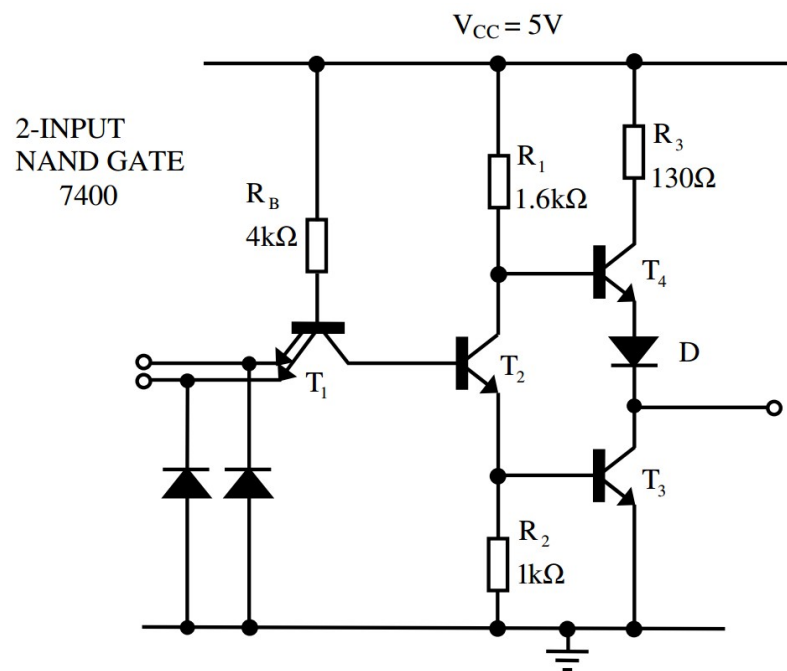 V_CC = 5V
2-INPUT
NAND GATE
7400
R_B
4kΩ
R_1
1.6kΩ
R_3
130Ω
T_4
D
T_1
T_2
T_3
R_2
1kΩ